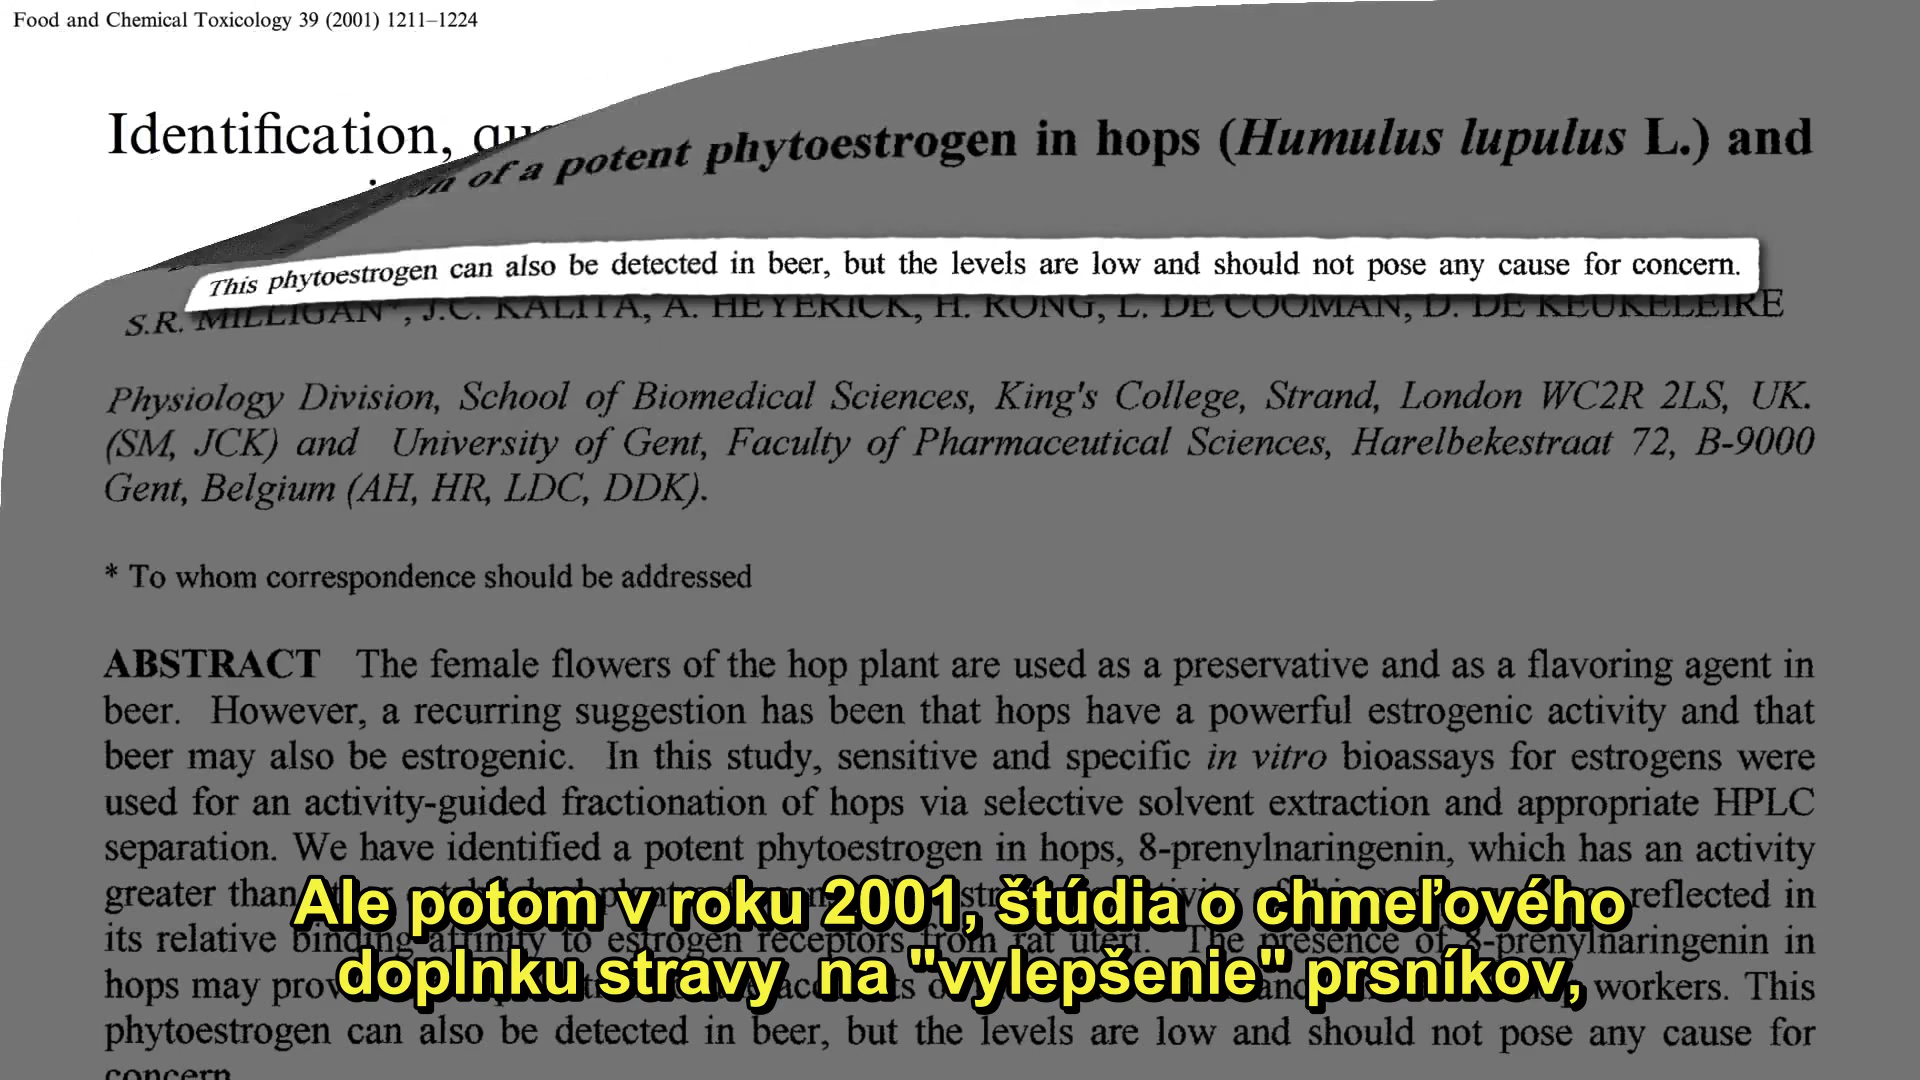 Food and Chemical Toxicology 39 (2001) 1211–1224
Identification,
of a potent phytoestrogen in hops (Humulus lupulus L.) and
This phytoestrogen can also be detected in beer, but the levels are low and should not pose any cause for concern.
S.R. MILLIGAN*, J.C. KALITA, A. HEYERICK, H. RONG, L. DE COOMAN, D. DE KEUKELEIRE
Physiology Division, School of Biomedical Sciences, King's College, Strand, London WC2R 2LS, UK.
(SM, JCK) and University of Gent, Faculty of Pharmaceutical Sciences, Harelbekestraat 72, B-9000
Gent, Belgium (AH, HR, LDC, DDK).
* To whom correspondence should be addressed
ABSTRACT The female flowers of the hop plant are used as a preservative and as a flavoring agent in
beer. However, a recurring suggestion has been that hops have a powerful estrogenic activity and that
beer may also be estrogenic. In this study, sensitive and specific in vitro bioassays for estrogens were
used for an activity-guided fractionation of hops via selective solvent extraction and appropriate HPLC
separation. We have identified a potent phytoestrogen in hops, 8-prenylnaringenin, which has an activity
greater than reflected in
its relative binding affinity to estrogen receptors from rat uteri. The presence of 8-prenylnaringenin in
hops may workers. This
phytoestrogen can also be detected in beer, but the levels are low and should not pose any cause for
concern.
Ale potom v roku 2001, štúdia o chmeľového
doplnku stravy na "vylepšenie" prsníkov,